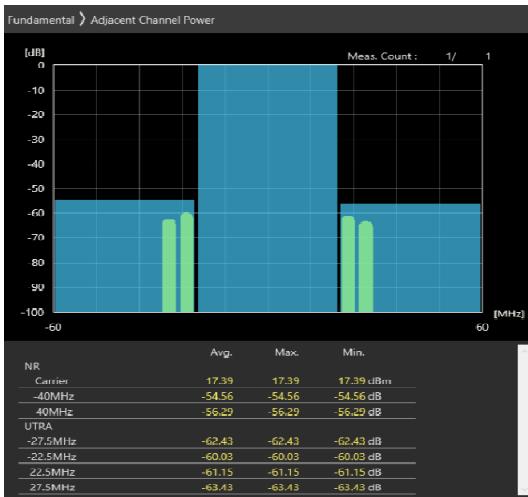 Fundamental ❯ Adjacent Channel Power
[dB]
Meas. Count : 1/ 1
0
-10
-20
-30
-40
-50
-60
-70
-80
-90
-100
[MHz]
-60 60
Avg. Max. Min.
NR
Carrier 17.39 17.39 17.39 dBm
-40MHz -54.56 -54.56 -54.56 dB
40MHz -56.29 -56.29 -56.29 dB
UTRA
-27.5MHz -62.43 -62.43 -62.43 dB
-22.5MHz -60.03 -60.03 -60.03 dB
22.5MHz -61.15 -61.15 -61.15 dB
27.5MHz -63.43 -63.43 -63.43 dB